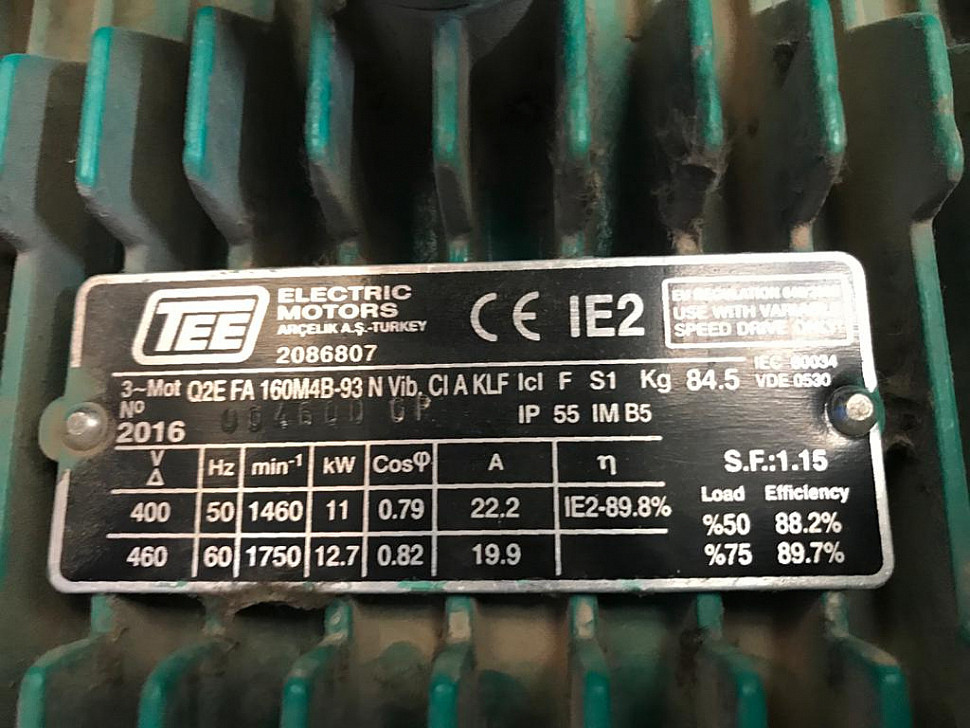 TEE
ELECTRIC
MOTORS
ARÇELIK A.Ş.-TURKEY
2086807
CE IE2
EU REGULATION
USE WITH VARIABLE
SPEED DRIVE ONLY
3~Mot Q2E FA 160M4B-93 N Vib. Cl A KLF Icl F S1 Kg 84.5
IEC 60034
VDE 0530
Nº
2016
IP 55 IM B5
V
Δ Hz min⁻¹ kW Cosφ A η
400 50 1460 11 0.79 22.2 IE2-89.8%
460 60 1750 12.7 0.82 19.9
S.F.:1.15
Load Efficiency
%50 88.2%
%75 89.7%